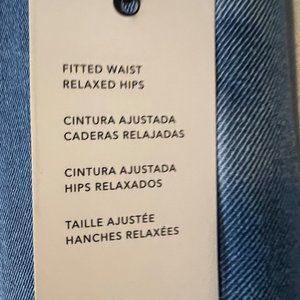 FITTED WAIST
RELAXED HIPS
CINTURA AJUSTADA
CADERAS RELAJADAS
CINTURA AJUSTADA
HIPS RELAXADOS
TAILLE AJUSTÉE
HANCHES RELAXÉES